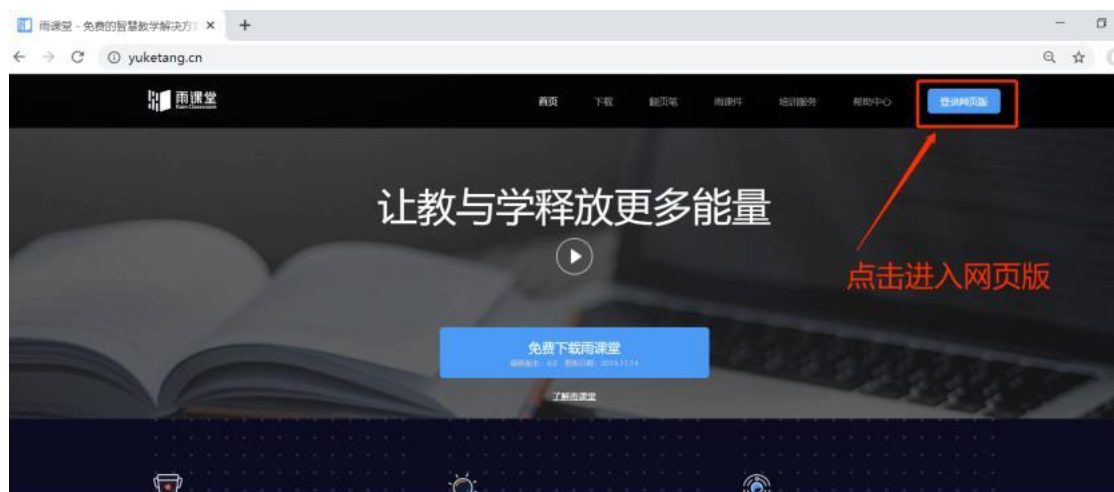 雨课堂 - 免费的智慧教学解决方
yuketang.cn
雨课堂
Rain Classroom
首页 下载 翻页笔 雨课件 培训服务 帮助中心 登录网页版
让教与学释放更多能量
点击进入网页版
免费下载雨课堂
了解雨课堂